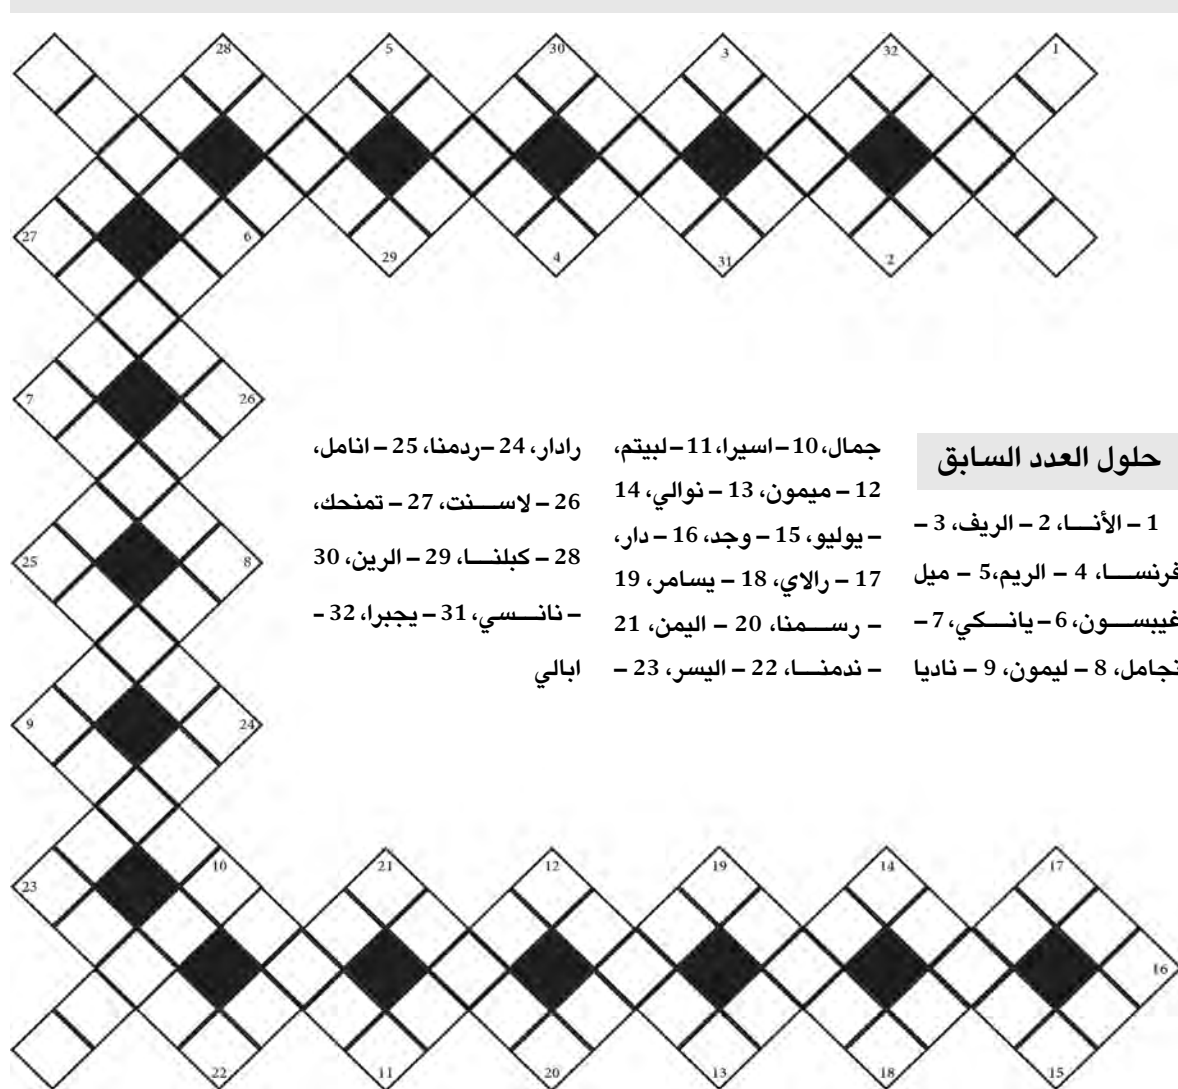 28 5 30 3 32 1
27 6
29 4 31 2
7 26
حلول العدد السابق
1 – الأنــا، 2 – الريف، 3 –
فرنســـا، 4 – الريم،5 – ميل
غيبســـون، 6 – يانـــكي، 7 –
تجامل، 8 – ليمون، 9 – ناديا
جمال، 10 – اسيرا، 11 – لبيتم،
12 – ميمون، 13 – نوالي، 14
– يوليو، 15 – وجد، 16 – دار،
17 – رالاي، 18 – يسامر، 19
– رســـمنا، 20 – اليمن، 21
– ندمنـــا، 22 – اليسر، 23 –
رادار، 24 –ردمنا، 25 – انامل،
26 – لاســـنت، 27 – تمنحك،
28 – كبلنـــا، 29 – الرين، 30
– نانـــسي، 31 – يجبرا، 32 –
ابالي
25 8
9 24
23 10 21 12 19 14 17
16
22 11 20 13 18 15